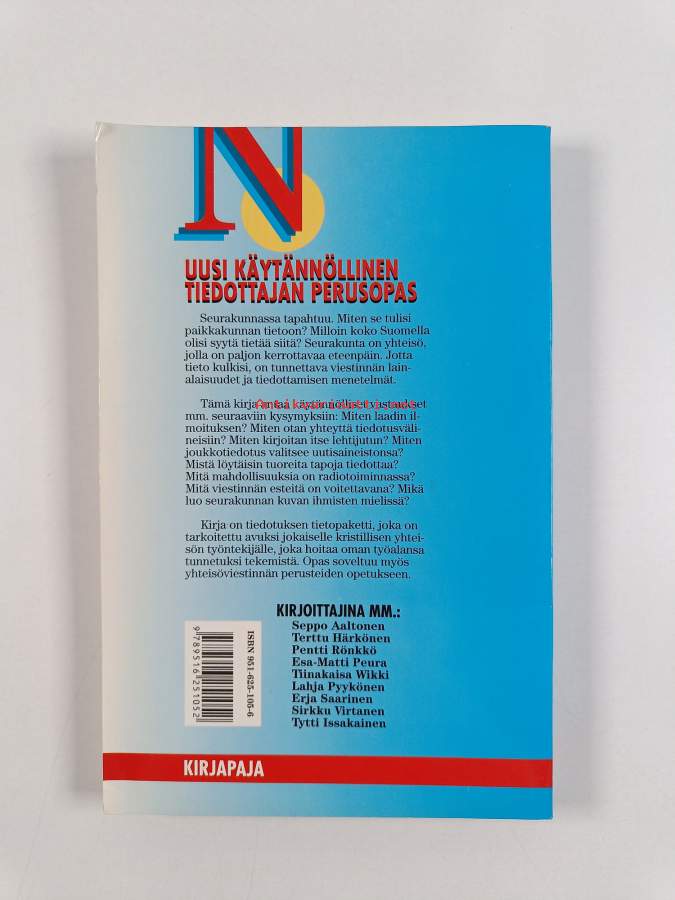 N
UUSI KÄYTÄNNÖLLINEN
TIEDOTTAJAN PERUSOPAS
Seurakunnassa tapahtuu. Miten se tulisi
paikkakunnan tietoon? Milloin koko Suomella
olisi syytä tietää siitä? Seurakunta on yhteisö,
jolla on paljon kerrottavaa eteenpäin. Jotta
tieto kulkisi, on tunnettava viestinnän lain-
alaisuudet ja tiedottamisen menetelmät.
Tämä kirja antaa käytännölliset vastaukset
Antikvariaatti.net
mm. seuraaviin kysymyksiin: Miten laadin il-
moituksen? Miten otan yhteyttä tiedotusväli-
neisiin? Miten kirjoitan itse lehtijutun? Miten
joukkotiedotus valitsee uutisaineistonsa?
Mistä löytäisin tuoreita tapoja tiedottaa?
Mitä mahdollisuuksia on radiotoiminnassa?
Mitä viestinnän esteitä on voitettavana? Mikä
luo seurakunnan kuvan ihmisten mielissä?
Kirja on tiedotuksen tietopaketti, joka on
tarkoitettu avuksi jokaiselle kristillisen yhtei-
sön työntekijälle, joka hoitaa oman työalansa
tunnetuksi tekemistä. Opas soveltuu myös
yhteisöviestinnän perusteiden opetukseen.
KIRJOITTAJINA MM.:
Seppo Aaltonen
Terttu Härkönen
Pentti Rönkkö
Esa-Matti Peura
Tiinakaisa Wikki
Lahja Pyykönen
Erja Saarinen
Sirkku Virtanen
Tytti Issakainen
ISBN 951-625-105-6
9789516251052
KIRJAPAJA